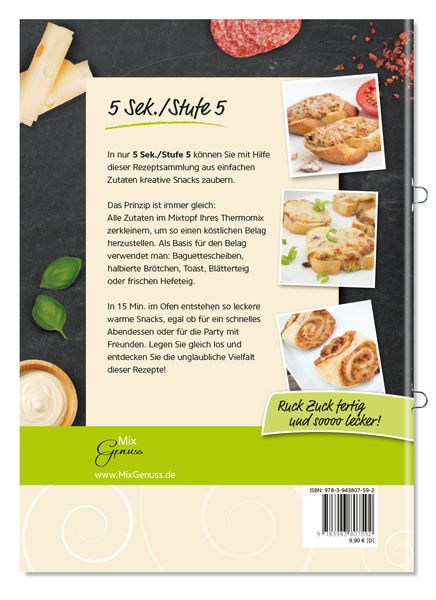 5 Sek./Stufe 5
In nur 5 Sek./Stufe 5 können Sie mit Hilfe
dieser Rezeptsammlung aus einfachen
Zutaten kreative Snacks zaubern.
Das Prinzip ist immer gleich:
Alle Zutaten im Mixtopf Ihres Thermomix
zerkleinern, um so einen köstlichen Belag
herzustellen. Als Basis für den Belag
verwendet man: Baguettescheiben,
halbierte Brötchen, Toast, Blätterteig
oder frischen Hefeteig.
In 15 Min. im Ofen entstehen so leckere
warme Snacks, egal ob für ein schnelles
Abendessen oder für die Party mit
Freunden. Legen Sie gleich los und
entdecken Sie die unglaubliche Vielfalt
dieser Rezepte!
Ruck Zuck fertig
und soooo lecker!
Mix
Genuss
www.MixGenuss.de
ISBN: 978-3-943807-59-2
9 783943 807592
9,90 € (D)